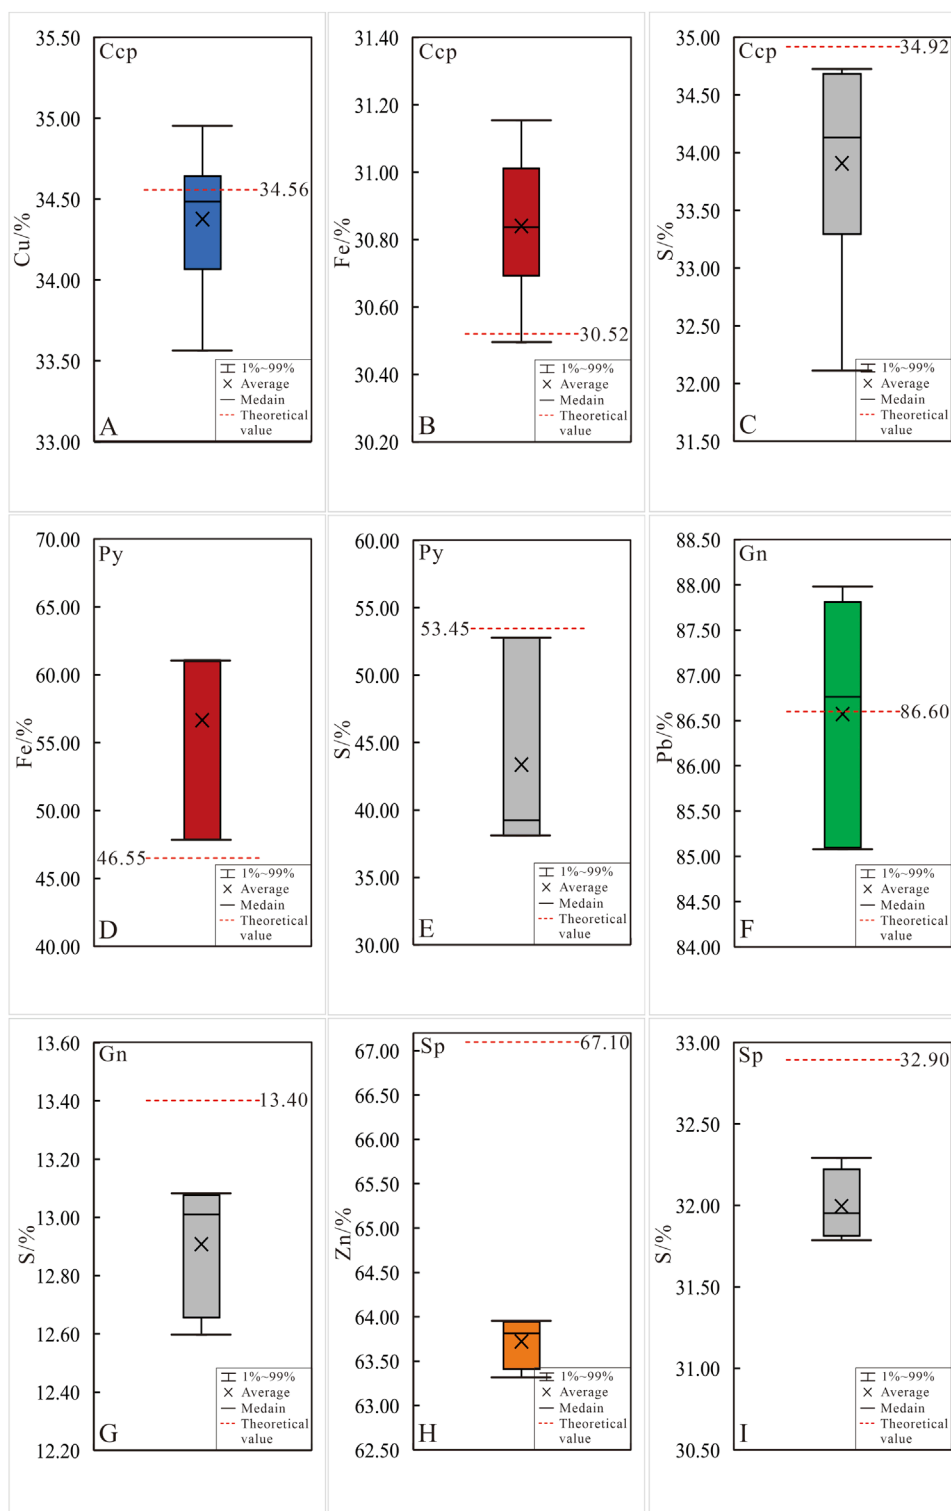 35.50
35.00
34.50
34.00
33.50
33.00
Cu/%
Ccp
34.56
1%~99%
Average
Medain
Theoretical
value
A
31.40
31.20
31.00
30.80
30.60
30.40
30.20
Fe/%
Ccp
30.52
1%~99%
Average
Medain
Theoretical
value
B
35.00
34.50
34.00
33.50
33.00
32.50
32.00
31.50
S/%
Ccp
34.92
1%~99%
Average
Medain
Theoretical
value
C
70.00
65.00
60.00
55.00
50.00
45.00
40.00
Fe/%
Py
46.55
1%~99%
Average
Medain
Theoretical
value
D
60.00
55.00
50.00
45.00
40.00
35.00
30.00
S/%
Py
53.45
1%~99%
Average
Medain
Theoretical
value
E
88.50
88.00
87.50
87.00
86.50
86.00
85.50
85.00
84.50
84.00
Pb/%
Gn
86.60
1%~99%
Average
Medain
Theoretical
value
F
13.60
13.40
13.20
13.00
12.80
12.60
12.40
12.20
S/%
Gn
13.40
1%~99%
Average
Medain
Theoretical
value
G
67.00
66.50
66.00
65.50
65.00
64.50
64.00
63.50
63.00
62.50
Zn/%
Sp
67.10
1%~99%
Average
Medain
Theoretical
value
H
33.00
32.50
32.00
31.50
31.00
30.50
S/%
Sp
32.90
1%~99%
Average
Medain
Theoretical
value
I